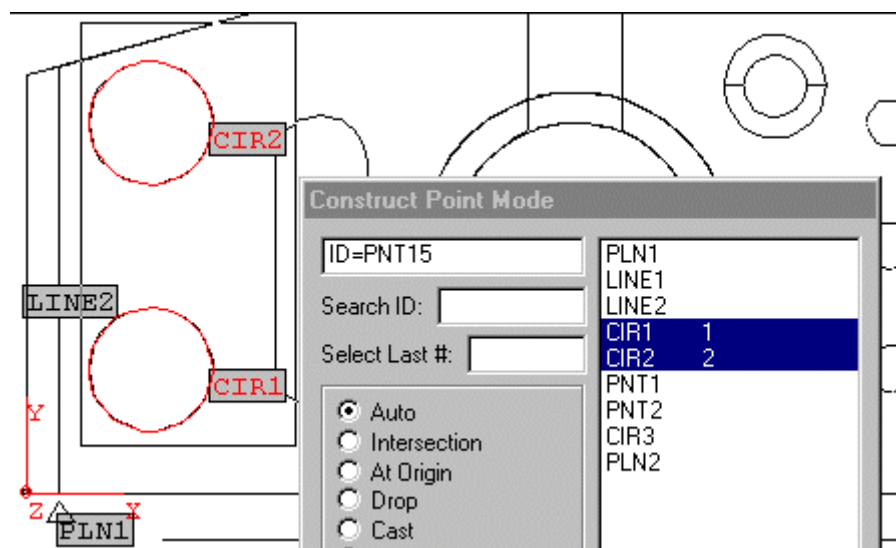 CIR2
LINE2
CIR1
Y
Z
X
PLN1
Construct Point Mode
ID=PNT15
Search ID:
Select Last #:
Auto
Intersection
At Origin
Drop
Cast
PLN1
LINE1
LINE2
CIR1 1
CIR2 2
PNT1
PNT2
CIR3
PLN2